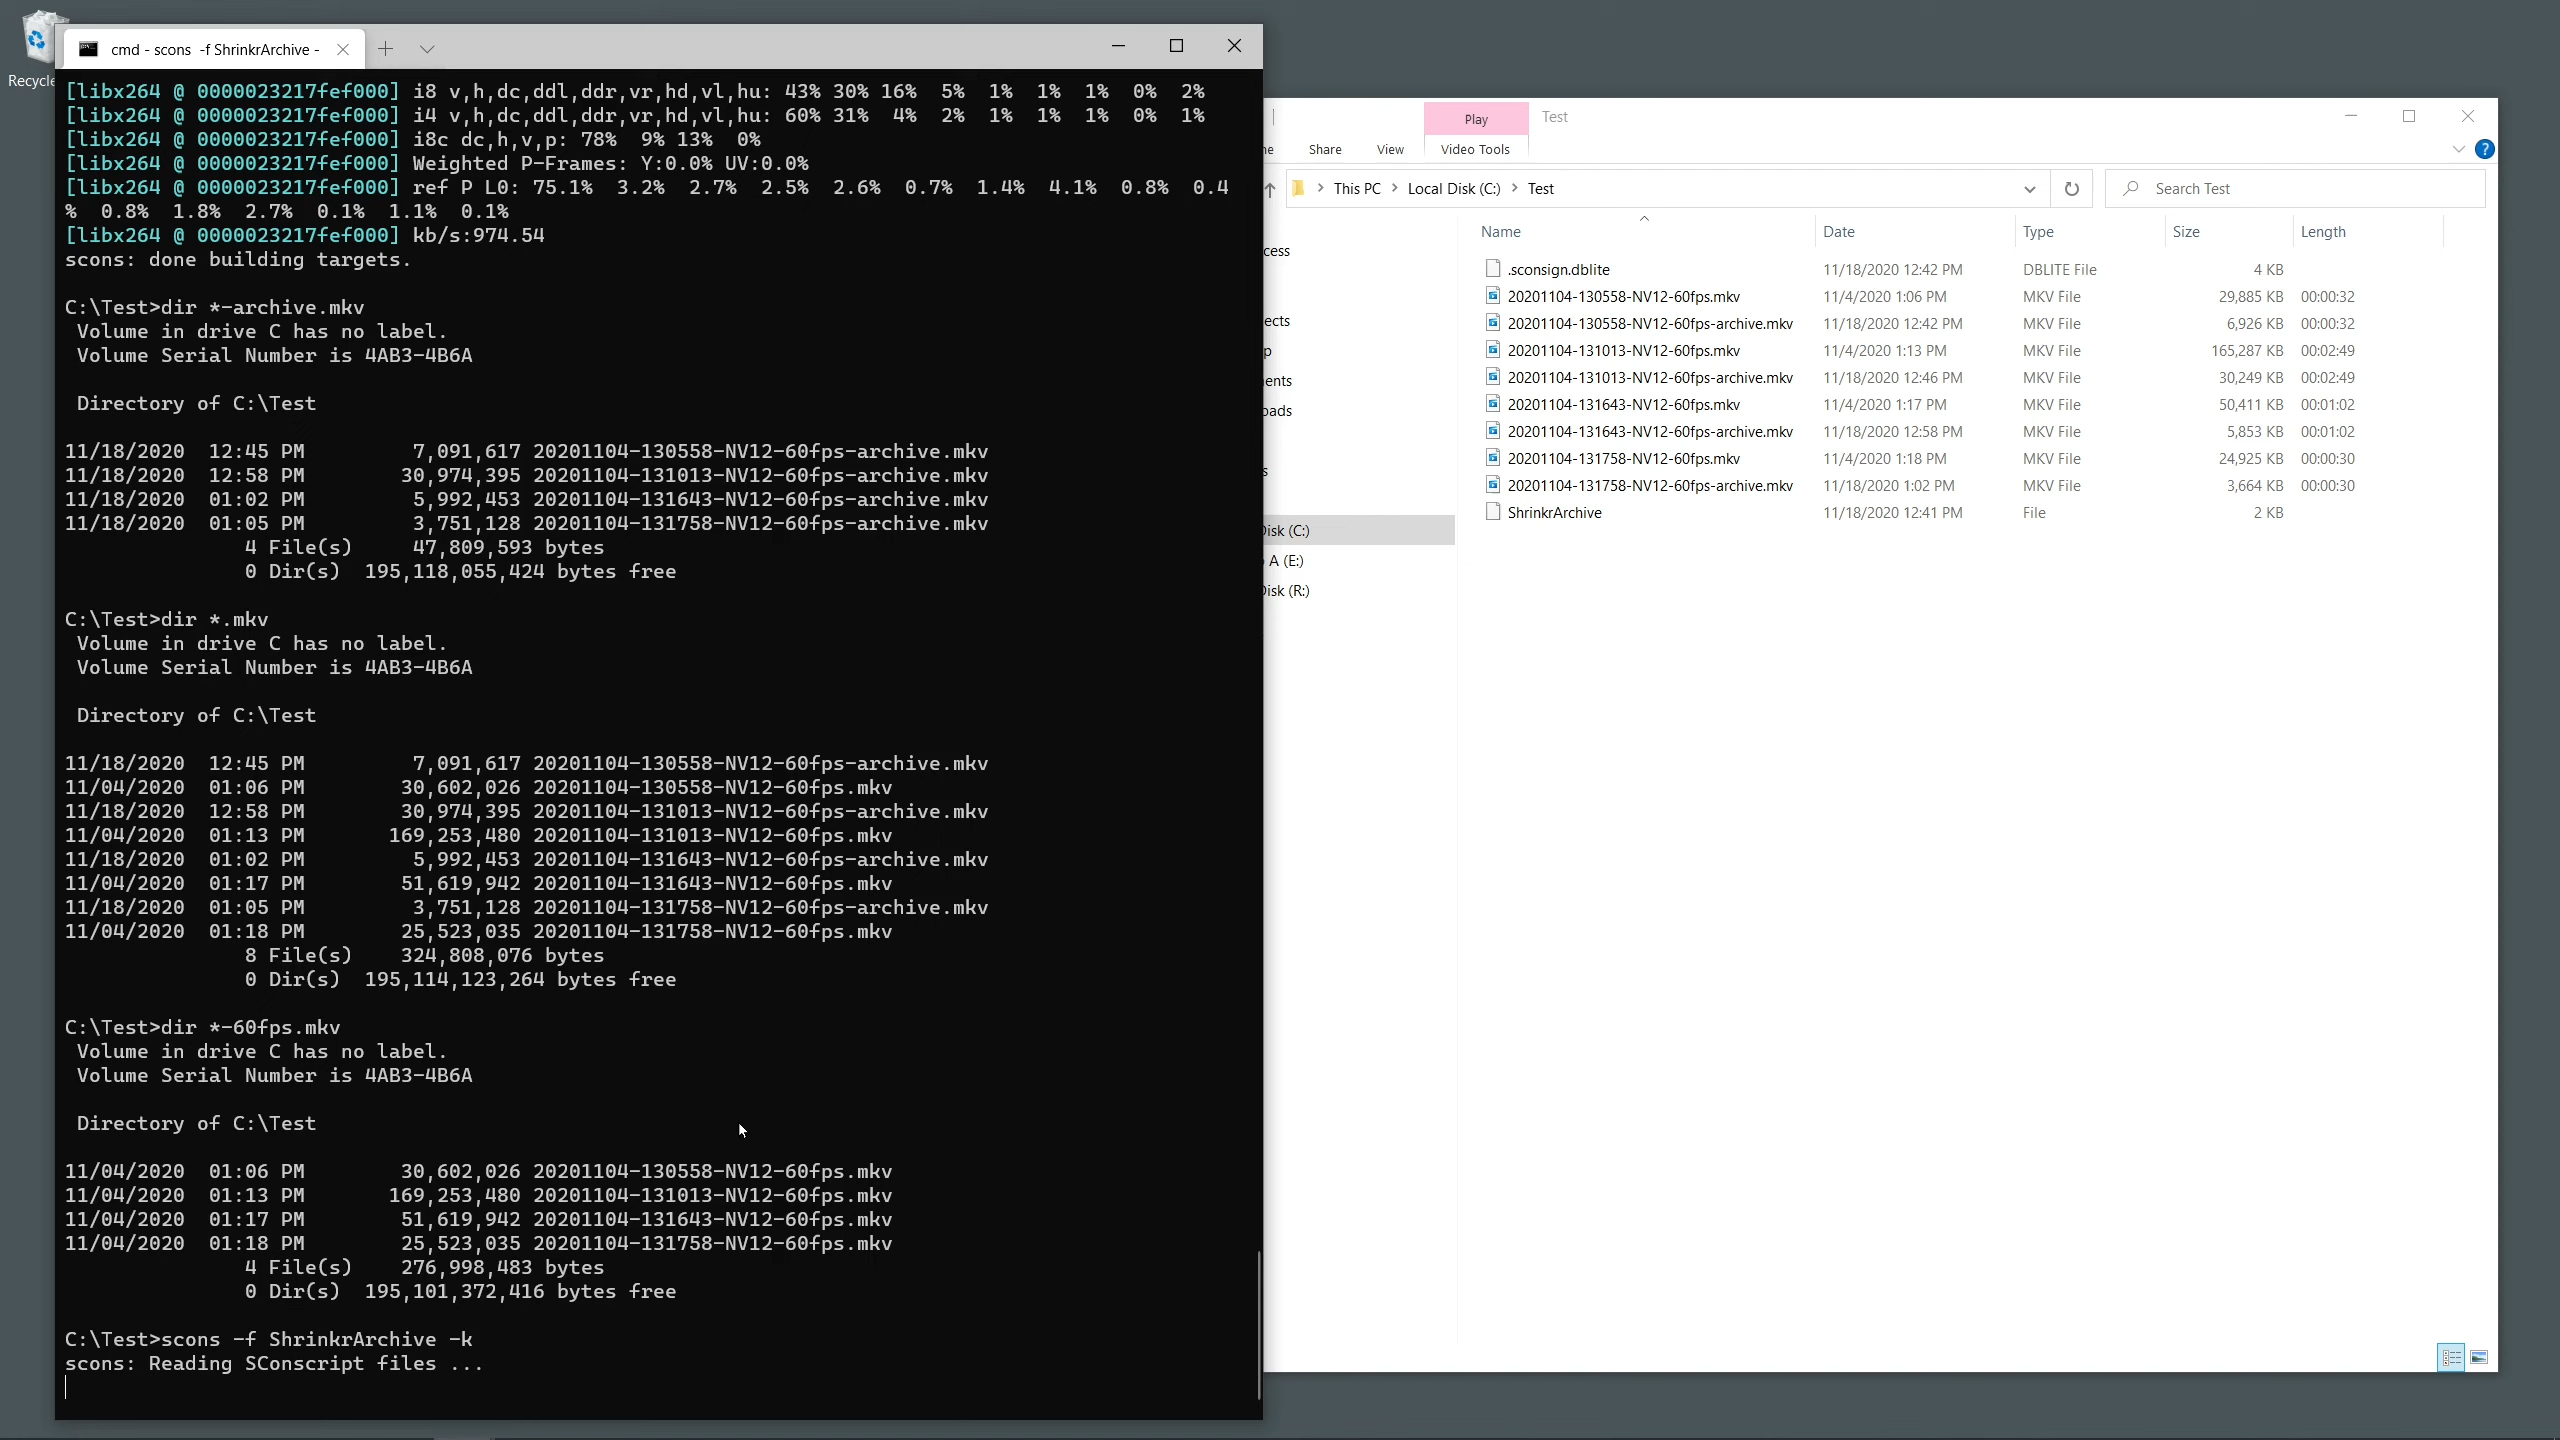 Recycle
cmd - scons  -f ShrinkrArchive -
[libx264 @ 0000023217fef000] i8 v,h,dc,ddl,ddr,vr,hd,vl,hu: 43% 30% 16%  5%  1%  1%  1%  0%  2%
[libx264 @ 0000023217fef000] i4 v,h,dc,ddl,ddr,vr,hd,vl,hu: 60% 31%  4%  2%  1%  1%  1%  0%  1%
[libx264 @ 0000023217fef000] i8c dc,h,v,p: 78%  9% 13%  0%
[libx264 @ 0000023217fef000] Weighted P-Frames: Y:0.0% UV:0.0%
[libx264 @ 0000023217fef000] ref P L0: 75.1%  3.2%  2.7%  2.5%  2.6%  0.7%  1.4%  4.1%  0.8%  0.4
%  0.8%  1.8%  2.7%  0.1%  1.1%  0.1%
[libx264 @ 0000023217fef000] kb/s:974.54
scons: done building targets.
C:\Test>dir *-archive.mkv
Volume in drive C has no label.
Volume Serial Number is 4AB3-4B6A
Directory of C:\Test
11/18/2020  12:45 PM         7,091,617 20201104-130558-NV12-60fps-archive.mkv
11/18/2020  12:58 PM        30,974,395 20201104-131013-NV12-60fps-archive.mkv
11/18/2020  01:02 PM         5,992,453 20201104-131643-NV12-60fps-archive.mkv
11/18/2020  01:05 PM         3,751,128 20201104-131758-NV12-60fps-archive.mkv
4 File(s)     47,809,593 bytes
0 Dir(s)  195,118,055,424 bytes free
C:\Test>dir *.mkv
Volume in drive C has no label.
Volume Serial Number is 4AB3-4B6A
Directory of C:\Test
11/18/2020  12:45 PM         7,091,617 20201104-130558-NV12-60fps-archive.mkv
11/04/2020  01:06 PM        30,602,026 20201104-130558-NV12-60fps.mkv
11/18/2020  12:58 PM        30,974,395 20201104-131013-NV12-60fps-archive.mkv
11/04/2020  01:13 PM       169,253,480 20201104-131013-NV12-60fps.mkv
11/18/2020  01:02 PM         5,992,453 20201104-131643-NV12-60fps-archive.mkv
11/04/2020  01:17 PM        51,619,942 20201104-131643-NV12-60fps.mkv
11/18/2020  01:05 PM         3,751,128 20201104-131758-NV12-60fps-archive.mkv
11/04/2020  01:18 PM        25,523,035 20201104-131758-NV12-60fps.mkv
8 File(s)    324,808,076 bytes
0 Dir(s)  195,114,123,264 bytes free
C:\Test>dir *-60fps.mkv
Volume in drive C has no label.
Volume Serial Number is 4AB3-4B6A
Directory of C:\Test
11/04/2020  01:06 PM        30,602,026 20201104-130558-NV12-60fps.mkv
11/04/2020  01:13 PM       169,253,480 20201104-131013-NV12-60fps.mkv
11/04/2020  01:17 PM        51,619,942 20201104-131643-NV12-60fps.mkv
11/04/2020  01:18 PM        25,523,035 20201104-131758-NV12-60fps.mkv
4 File(s)    276,998,483 bytes
0 Dir(s)  195,101,372,416 bytes free
C:\Test>scons -f ShrinkrArchive -k
scons: Reading SConscript files ...
Play
Test
me
Share
View
Video Tools
?
This PC > Local Disk (C:) > Test
Search Test
cess
ects
p
ents
oads
s
Disk (C:)
A (E:)
Disk (R:)
Name Date Type Size Length
.sconsign.dblite 11/18/2020 12:42 PM DBLITE File 4 KB
20201104-130558-NV12-60fps.mkv 11/4/2020 1:06 PM MKV File 29,885 KB 00:00:32
20201104-130558-NV12-60fps-archive.mkv 11/18/2020 12:42 PM MKV File 6,926 KB 00:00:32
20201104-131013-NV12-60fps.mkv 11/4/2020 1:13 PM MKV File 165,287 KB 00:02:49
20201104-131013-NV12-60fps-archive.mkv 11/18/2020 12:46 PM MKV File 30,249 KB 00:02:49
20201104-131643-NV12-60fps.mkv 11/4/2020 1:17 PM MKV File 50,411 KB 00:01:02
20201104-131643-NV12-60fps-archive.mkv 11/18/2020 12:58 PM MKV File 5,853 KB 00:01:02
20201104-131758-NV12-60fps.mkv 11/4/2020 1:18 PM MKV File 24,925 KB 00:00:30
20201104-131758-NV12-60fps-archive.mkv 11/18/2020 1:02 PM MKV File 3,664 KB 00:00:30
ShrinkrArchive 11/18/2020 12:41 PM File 2 KB